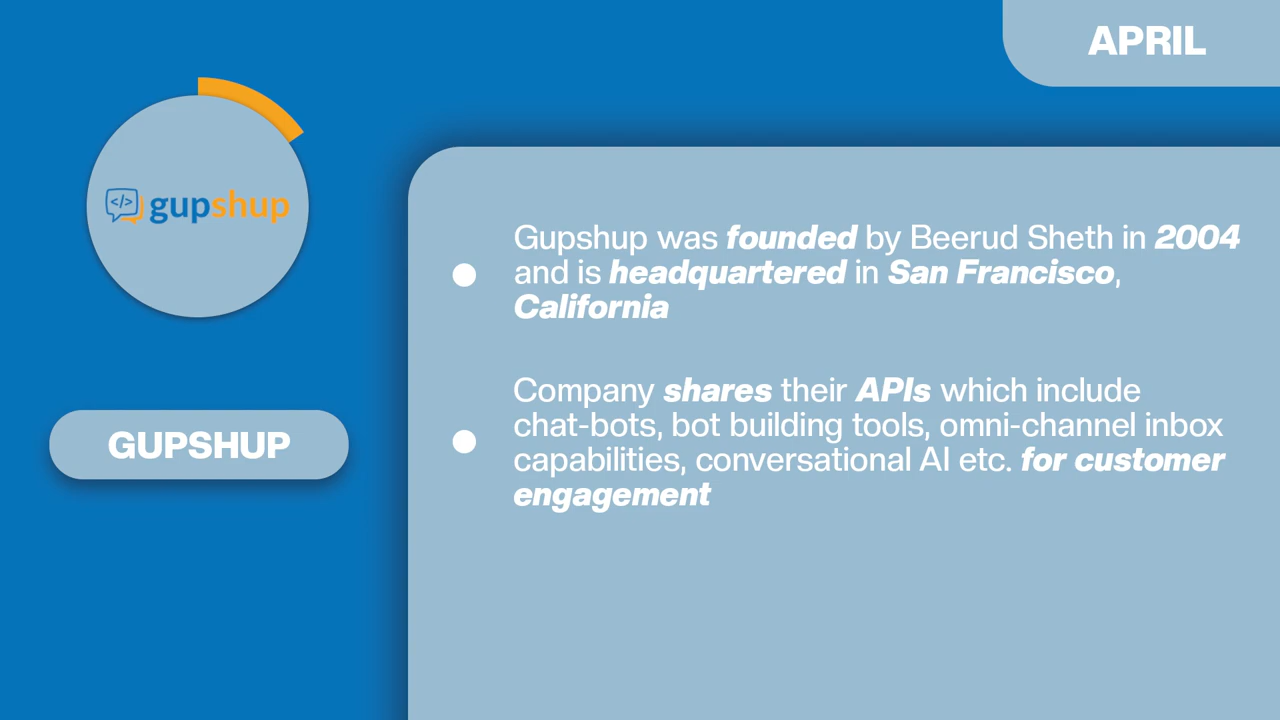 APRIL
</> gupshup
GUPSHUP
Gupshup was founded by Beerud Sheth in 2004
and is headquartered in San Francisco,
California
Company shares their APIs which include
chat-bots, bot building tools, omni-channel inbox
capabilities, conversational AI etc. for customer
engagement